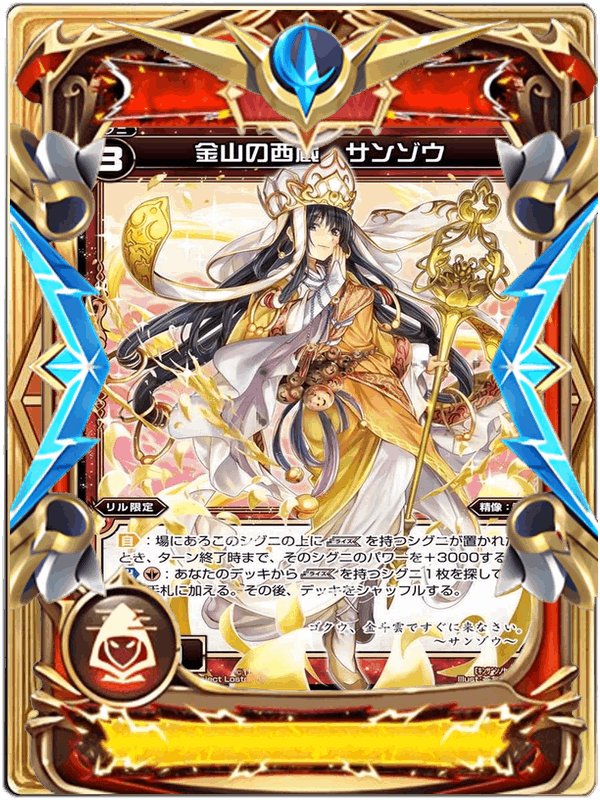 3
金山の西 サンゾウ
リル限定
精像：
自：場にあるこのシグニの上に ライズ を持つシグニが置かれ
とき、ターン終了時まで、そのシグニのパワーを＋3000する
：あなたのデッキから ライズ を持つシグニ１枚を探して
手札に加える。その後、デッキをシャッフルする。
ゴクウ、金斗雲ですぐに来なさい。
～サンゾウ～